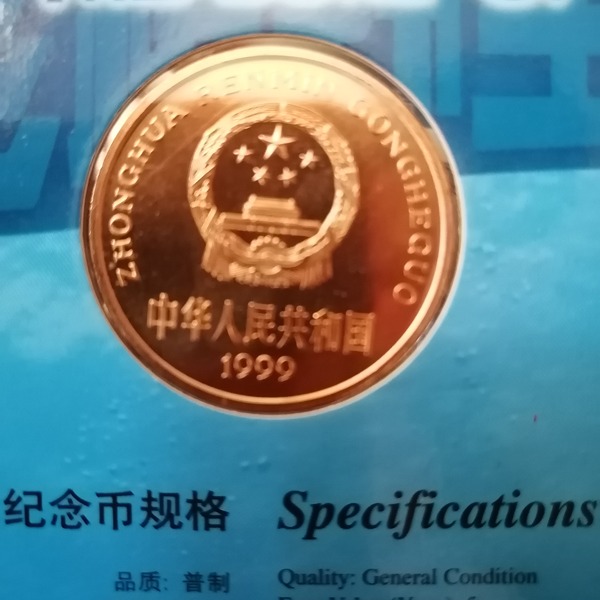 ZHONGHUA RENMIN GONGHEGUO
中华人民共和国
1999
纪念币规格 Specifications
品质: 普制 Quality: General Condition